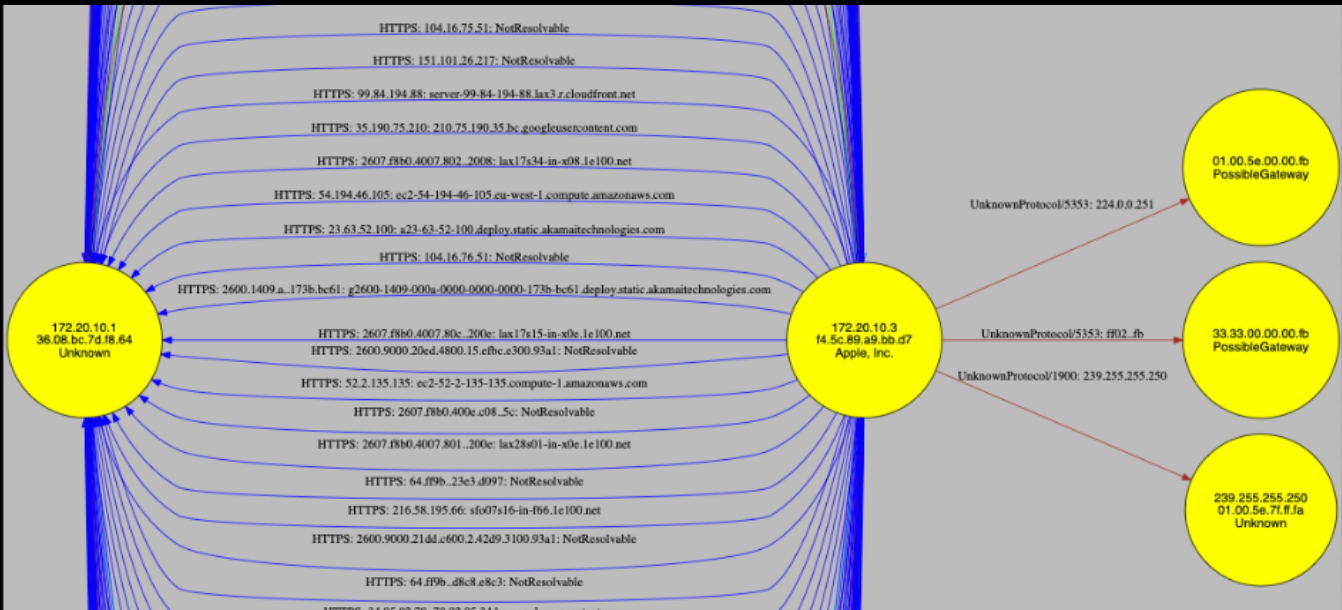 HTTPS: 104.16.75.51: NotResolvable
HTTPS: 151.101.26.217: NotResolvable
HTTPS: 99.84.194.88: server-99-84-194-88.lax3.r.cloudfront.net
HTTPS: 35.190.75.210: 210.75.190.35.bc.googleusercontent.com
HTTPS: 2607.f8b0.4007.802..2008: lax17s34-in-x08.1e100.net
HTTPS: 54.194.46.105: ec2-54-194-46-105.eu-west-1.compute.amazonaws.com
HTTPS: 23.63.52.100: a23-63-52-100.deploy.static.akamaitechnologies.com
HTTPS: 104.16.76.51: NotResolvable
HTTPS: 2600.1409.a..173b.bc61: g2600-1409-000a-0000-0000-0000-173b-bc61.deploy.static.akamaitechnologies.com
HTTPS: 2607.f8b0.4007.80c..200e: lax17s15-in-x0e.1e100.net
HTTPS: 2600.9000.20ed.4800.15.efbc.e300.93a1: NotResolvable
HTTPS: 52.2.135.135: ec2-52-2-135-135.compute-1.amazonaws.com
HTTPS: 2607.f8b0.400e.c08..5c: NotResolvable
HTTPS: 2607.f8b0.4007.801..200e: lax28s01-in-x0e.1e100.net
HTTPS: 64.ff9b..23e3.d097: NotResolvable
HTTPS: 216.58.195.66: sfo07s16-in-f66.1e100.net
HTTPS: 2600.9000.21dd.c600.2.42d9.3100.93a1: NotResolvable
HTTPS: 64.ff9b..d8c8.e8c3: NotResolvable
172.20.10.1
36.08.bc.7d.f8.64
Unknown
172.20.10.3
f4.5c.89.a9.bb.d7
Apple, Inc.
UnknownProtocol/5353: 224.0.0.251
UnknownProtocol/5353: ff02..fb
UnknownProtocol/1900: 239.255.255.250
01.00.5e.00.00.fb
PossibleGateway
33.33.00.00.00.fb
PossibleGateway
239.255.255.250
01.00.5e.7f.ff.fa
Unknown